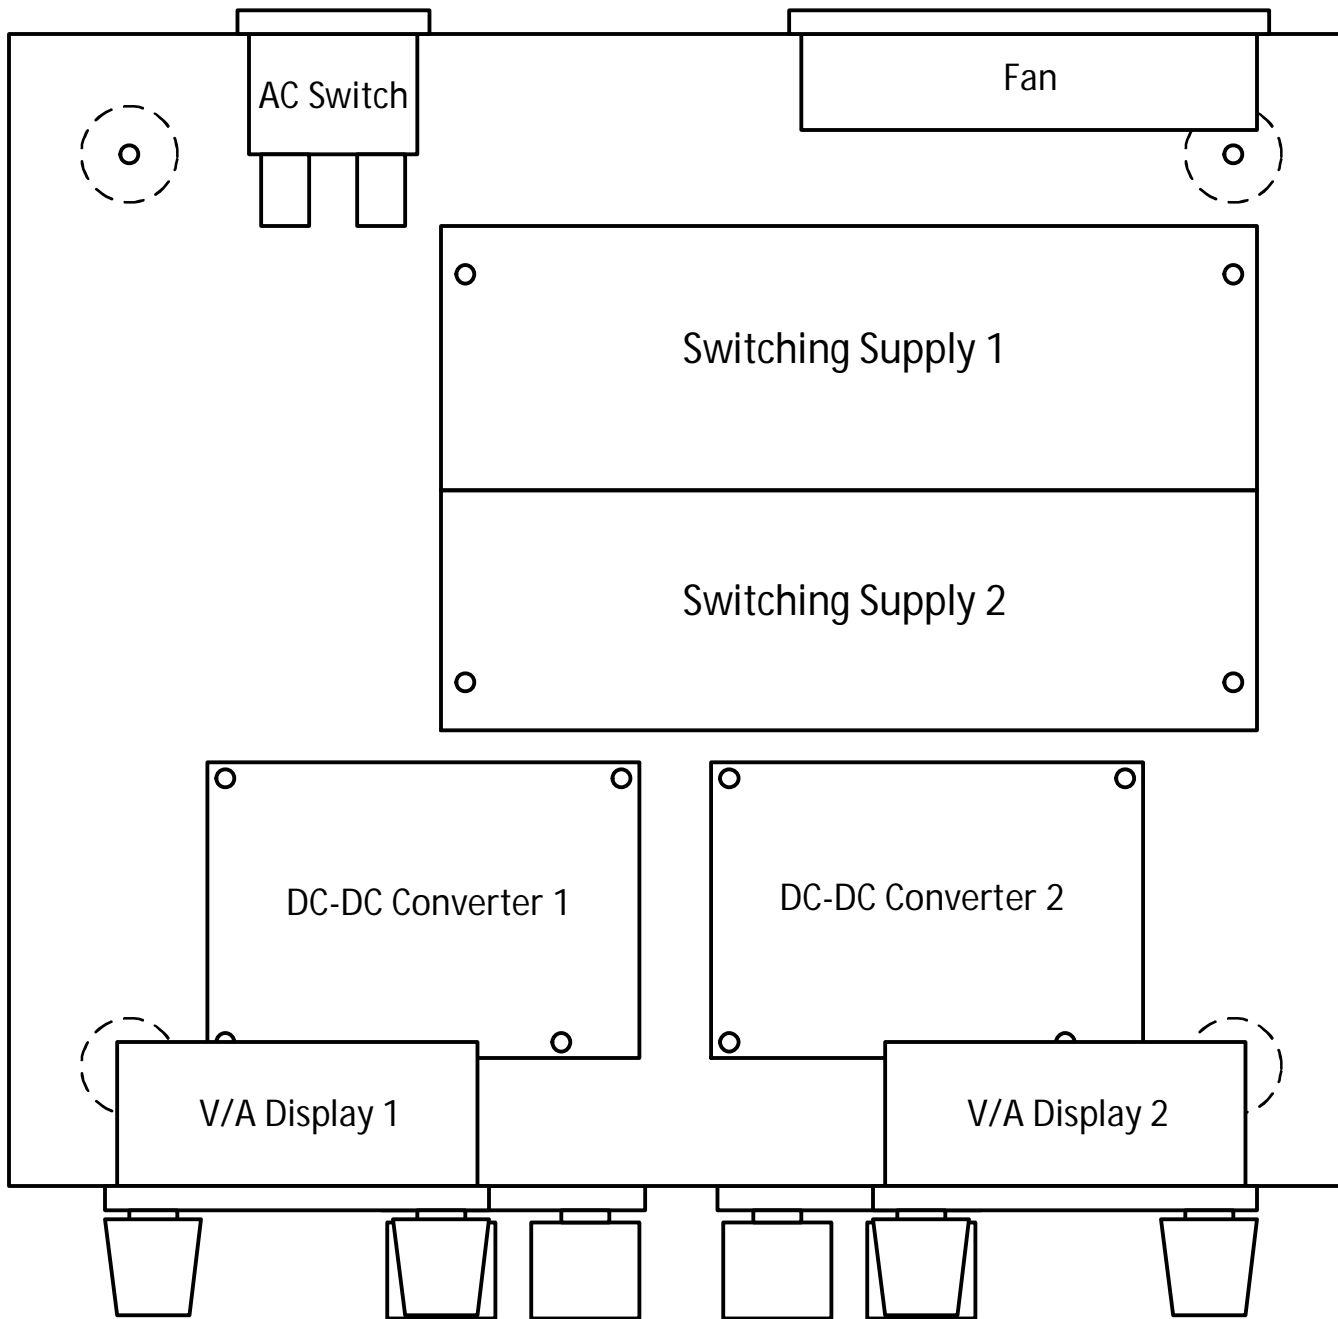 AC Switch
Fan
Switching Supply 1
Switching Supply 2
DC-DC Converter 1
DC-DC Converter 2
V/A Display 1
V/A Display 2